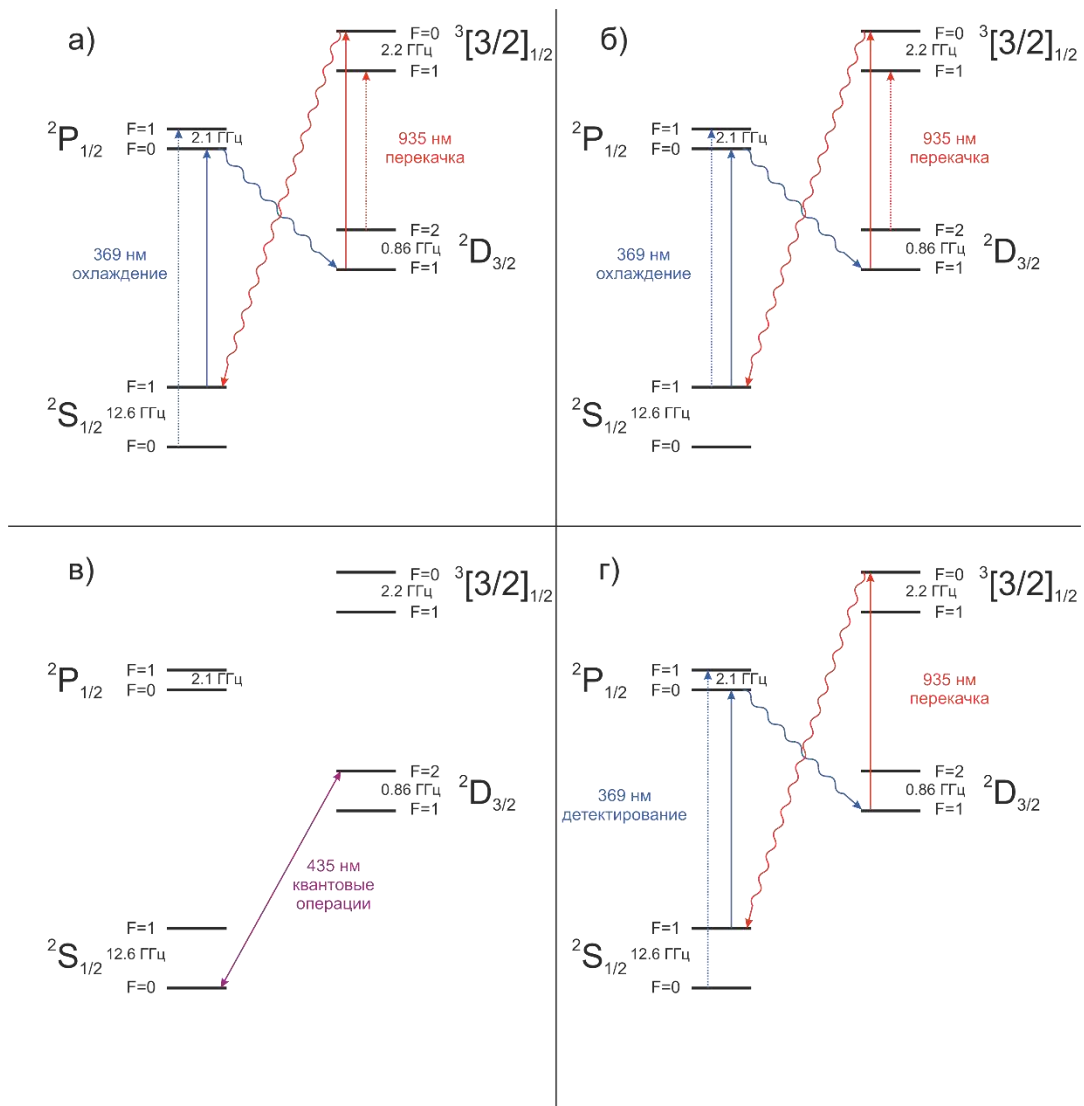 а)
F=0
2.2 ГГц
F=1
³[3/2]₁/₂
²P₁/₂
F=1
2.1 ГГц
F=0
935 нм
перекачка
369 нм
охлаждение
F=2
0.86 ГГц
F=1
²D₃/₂
²S₁/₂
F=1
12.6 ГГц
F=0
б)
F=0
2.2 ГГц
F=1
³[3/2]₁/₂
²P₁/₂
F=1
2.1 ГГц
F=0
935 нм
перекачка
369 нм
охлаждение
F=2
0.86 ГГц
F=1
²D₃/₂
²S₁/₂
F=1
12.6 ГГц
F=0
в)
F=0
2.2 ГГц
F=1
³[3/2]₁/₂
²P₁/₂
F=1
2.1 ГГц
F=0
F=2
0.86 ГГц
F=1
²D₃/₂
435 нм
квантовые
операции
²S₁/₂
F=1
12.6 ГГц
F=0
г)
F=0
2.2 ГГц
F=1
³[3/2]₁/₂
²P₁/₂
F=1
2.1 ГГц
F=0
935 нм
перекачка
369 нм
детектирование
F=2
0.86 ГГц
F=1
²D₃/₂
²S₁/₂
F=1
12.6 ГГц
F=0